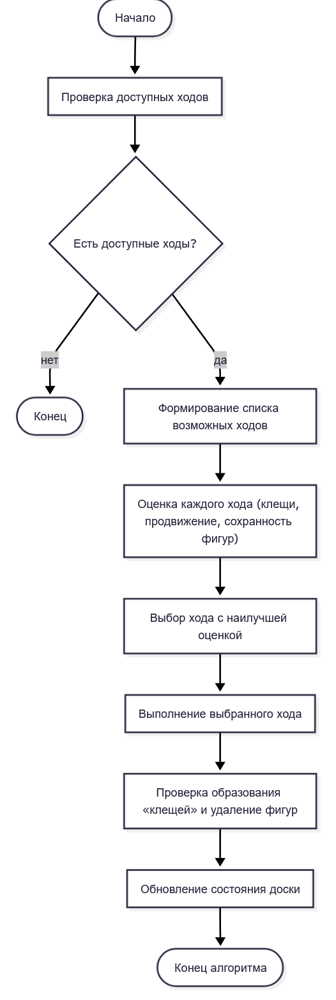 Начало
Проверка доступных ходов
Есть доступные ходы?
нет
да
Конец
Формирование списка
возможных ходов
Оценка каждого хода (клещи,
продвижение, сохранность
фигур)
Выбор хода с наилучшей
оценкой
Выполнение выбранного хода
Проверка образования
«клещей» и удаление фигур
Обновление состояния доски
Конец алгоритма